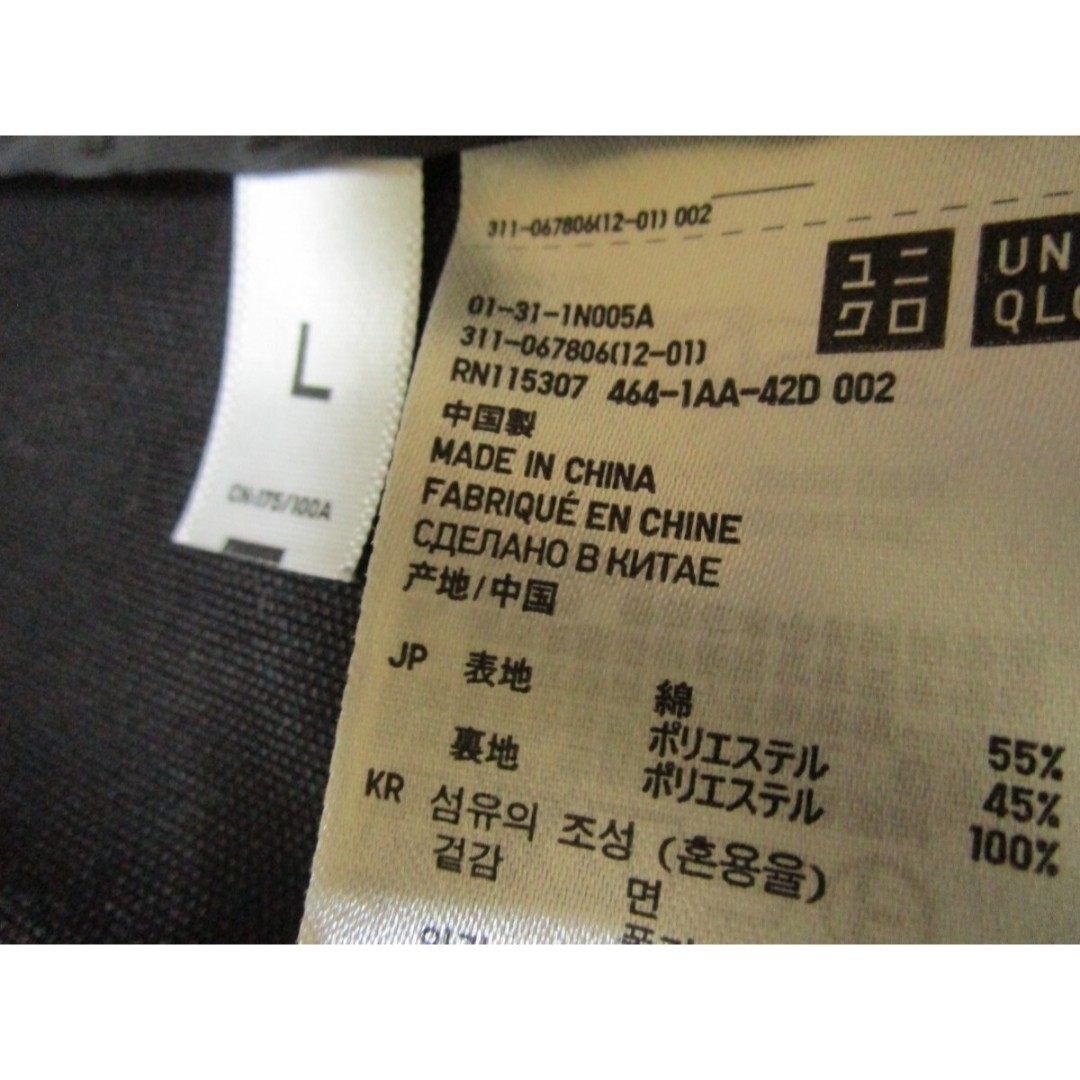 L
CN-175/100A
311-067806(12-01) 002
ユニ
クロ
UN
QLO
01-31-1N005A
311-067806(12-01)
RN115307 464-1AA-42D 002
中国製
MADE IN CHINA
FABRIQUÉ EN CHINE
СДЕЛАНО В КИТАЕ
产地/中国
JP 表地 綿 55%
ポリエステル 45%
裏地 ポリエステル 100%
KR 섬유의 조성 (혼용율)
겉감 면